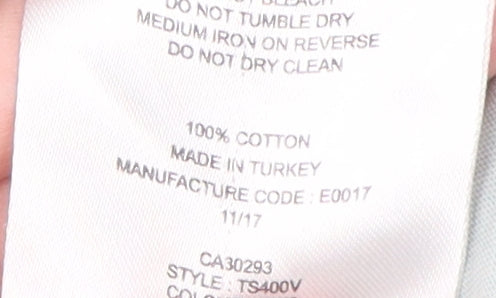 BLEACH
DO NOT TUMBLE DRY
MEDIUM IRON ON REVERSE
DO NOT DRY CLEAN
100% COTTON
MADE IN TURKEY
MANUFACTURE CODE : E0017
11/17
CA30293
STYLE : TS400V